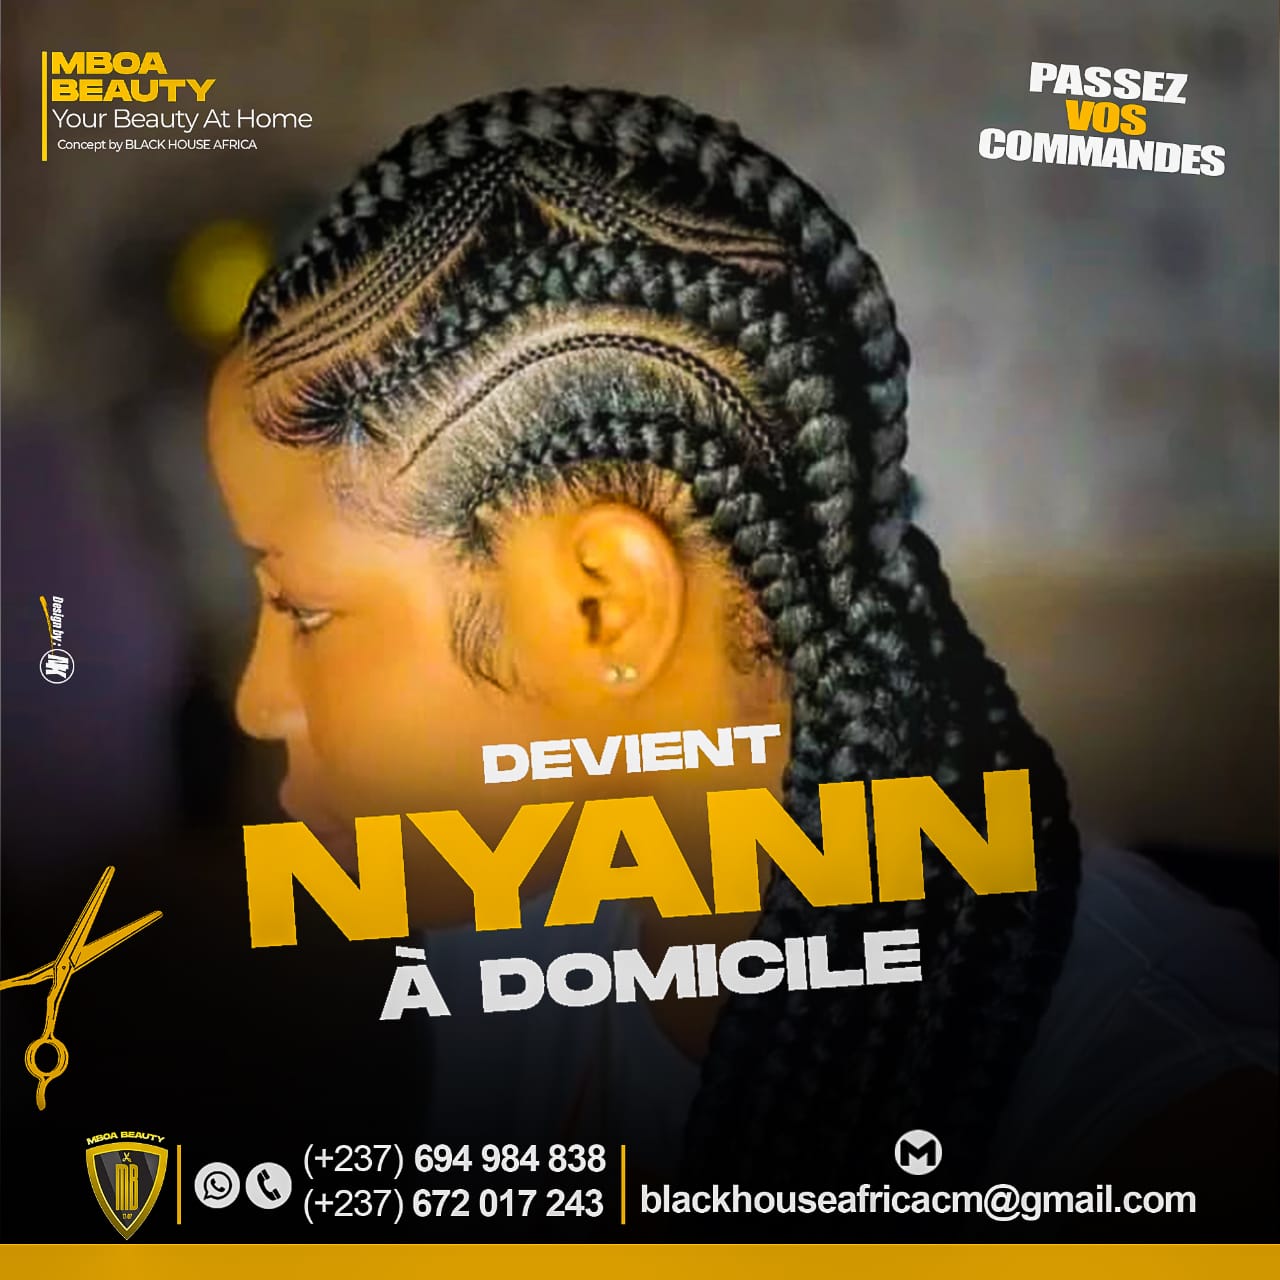 MBOA
BEAUTY
Your Beauty At Home
Concept by BLACK HOUSE AFRICA
PASSEZ
VOS
COMMANDES
Design by :
DEVIENT
NYANN
À DOMICILE
MBOA BEAUTY
MB
(+237) 694 984 838
(+237) 672 017 243
blackhouseafricacm@gmail.com